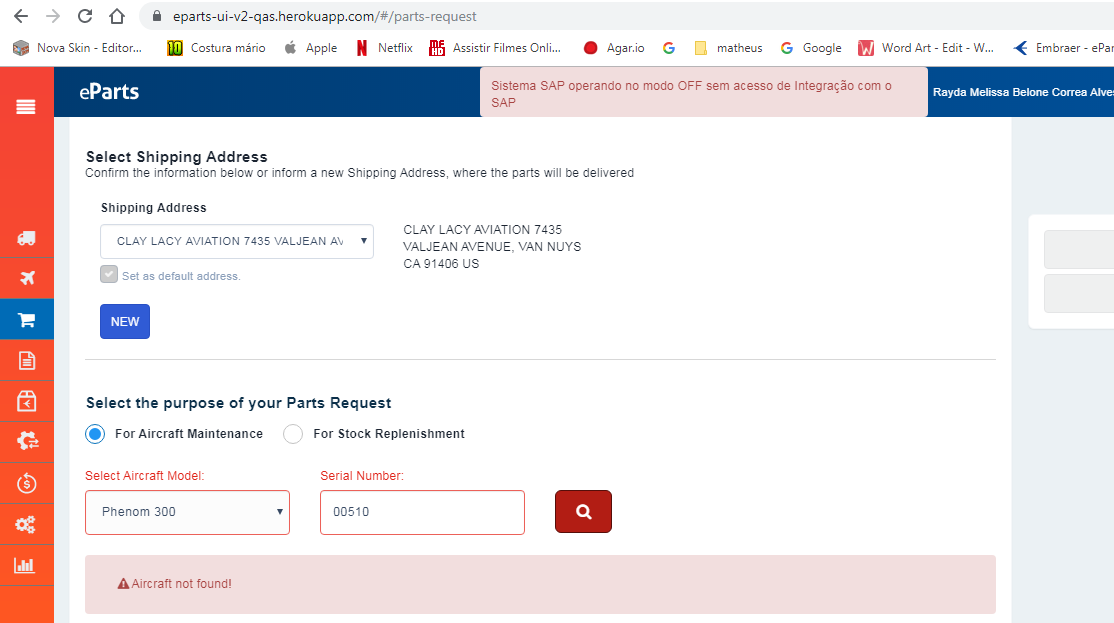 eparts-ui-v2-qas.herokuapp.com/#/parts-request
Nova Skin - Editor...
10
Costura mário
Apple
N
Netflix
Assistir Filmes Onli...
Agar.io
G
matheus
G
Google
W
Word Art - Edit - W...
Embraer - ePar
eParts
Sistema SAP operando no modo OFF sem acesso de Integração com o
SAP
Rayda Melissa Belone Correa Alves
Select Shipping Address
Confirm the information below or inform a new Shipping Address, where the parts will be delivered
Shipping Address
CLAY LACY AVIATION 7435 VALJEAN AV
CLAY LACY AVIATION 7435
VALJEAN AVENUE, VAN NUYS
CA 91406 US
Set as default address.
NEW
Select the purpose of your Parts Request
For Aircraft Maintenance
For Stock Replenishment
Select Aircraft Model:
Serial Number:
Phenom 300
00510
Aircraft not found!